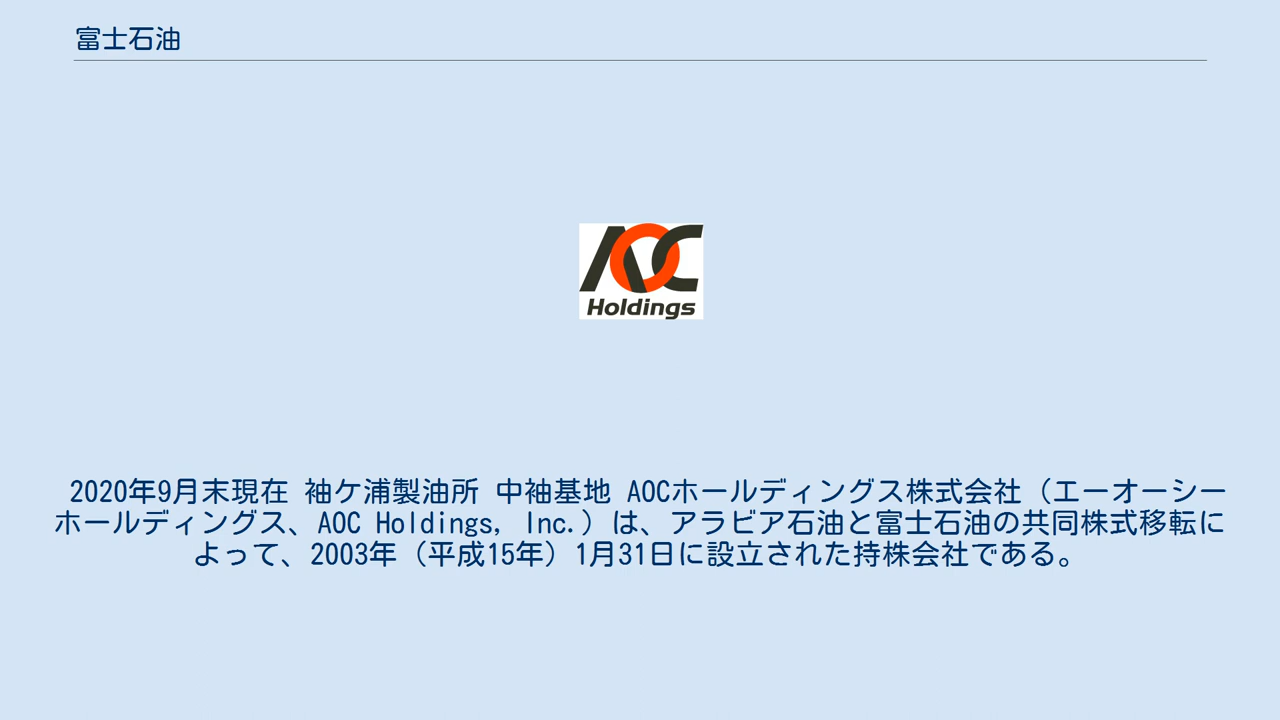 富士石油
AOC
Holdings
2020年9月末現在 袖ケ浦製油所 中袖基地 AOCホールディングス株式会社（エーオーシー
ホールディングス、AOC Holdings, Inc.）は、アラビア石油と富士石油の共同株式移転に
よって、2003年（平成15年）1月31日に設立された持株会社である。